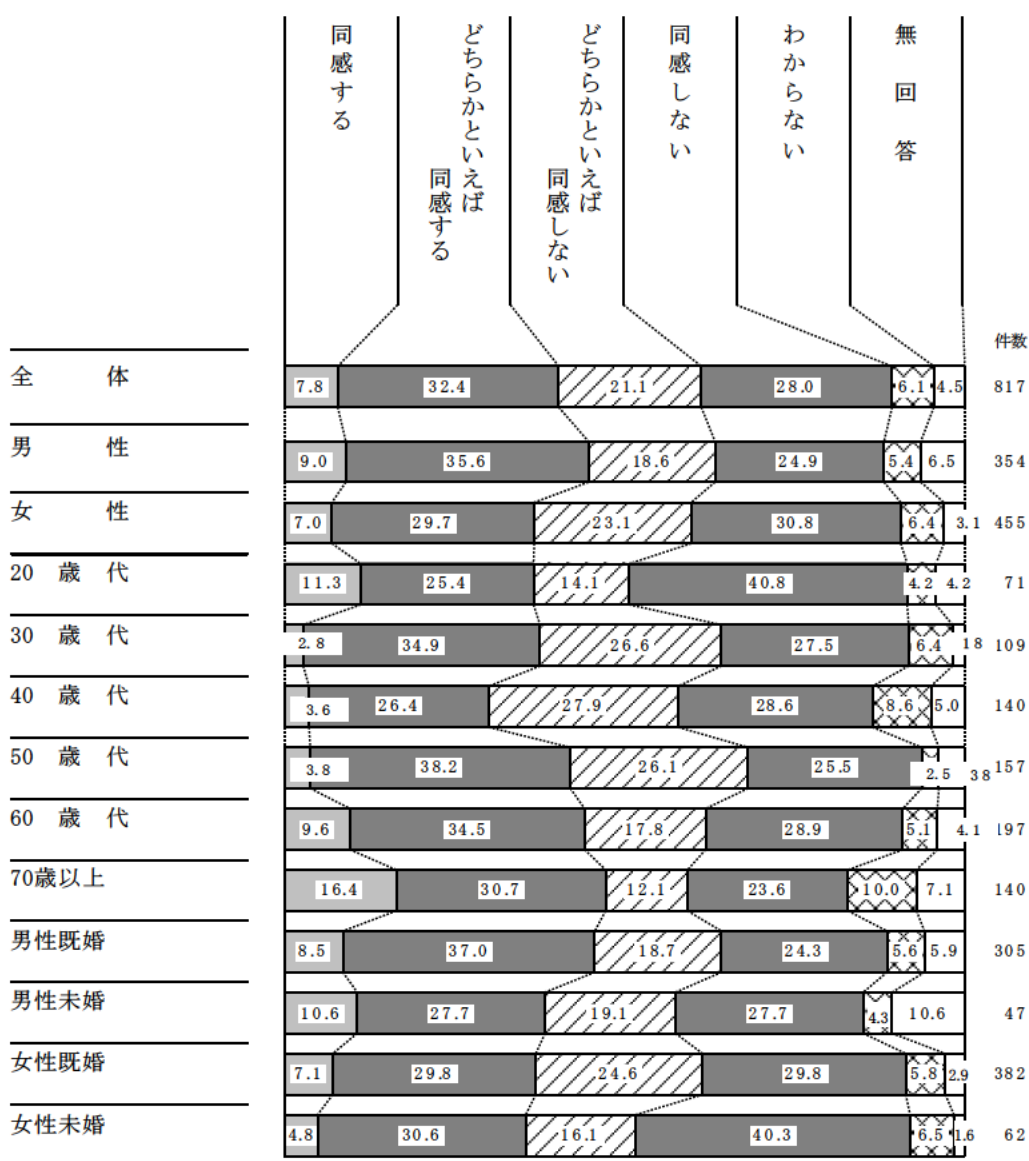 同感する
どちらかといえば
同感する
どちらかといえば
同感しない
同感しない
わからない
無回答
件数
全 体 7.8 32.4 21.1 28.0 6.1 4.5 817
男 性 9.0 35.6 18.6 24.9 5.4 6.5 354
女 性 7.0 29.7 23.1 30.8 6.4 3.1 455
20 歳 代 11.3 25.4 14.1 40.8 4.2 4.2 71
30 歳 代 2.8 34.9 26.6 27.5 6.4 18 109
40 歳 代 3.6 26.4 27.9 28.6 8.6 5.0 140
50 歳 代 3.8 38.2 26.1 25.5 2.5 38 157
60 歳 代 9.6 34.5 17.8 28.9 5.1 4.1 197
70歳以上 16.4 30.7 12.1 23.6 10.0 7.1 140
男性既婚 8.5 37.0 18.7 24.3 5.6 5.9 305
男性未婚 10.6 27.7 19.1 27.7 4.3 10.6 47
女性既婚 7.1 29.8 24.6 29.8 5.8 2.9 382
女性未婚 4.8 30.6 16.1 40.3 6.5 1.6 62